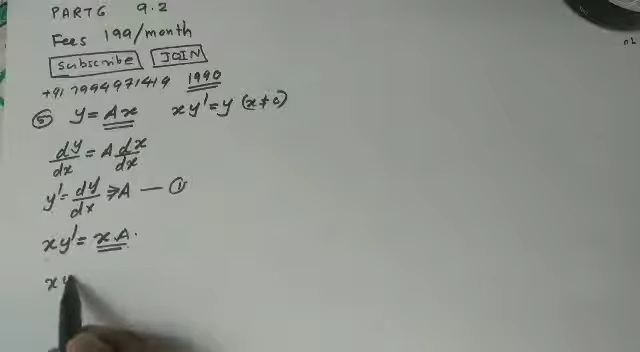 PART6 9.2
Fees 199/month
Subscribe JOIN
+91 7994971419 1990
⑤ y = Ax xy' = y (x≠0)
dy/dx = A dx/dx
y' = dy/dx ⇒ A — ①
xy' = x.A.
x y